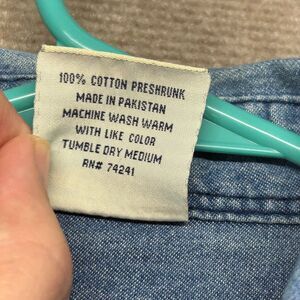 100% COTTON PRESHRUNK
MADE IN PAKISTAN
MACHINE WASH WARM
WITH LIKE COLOR
TUMBLE DRY MEDIUM
RN# 74241